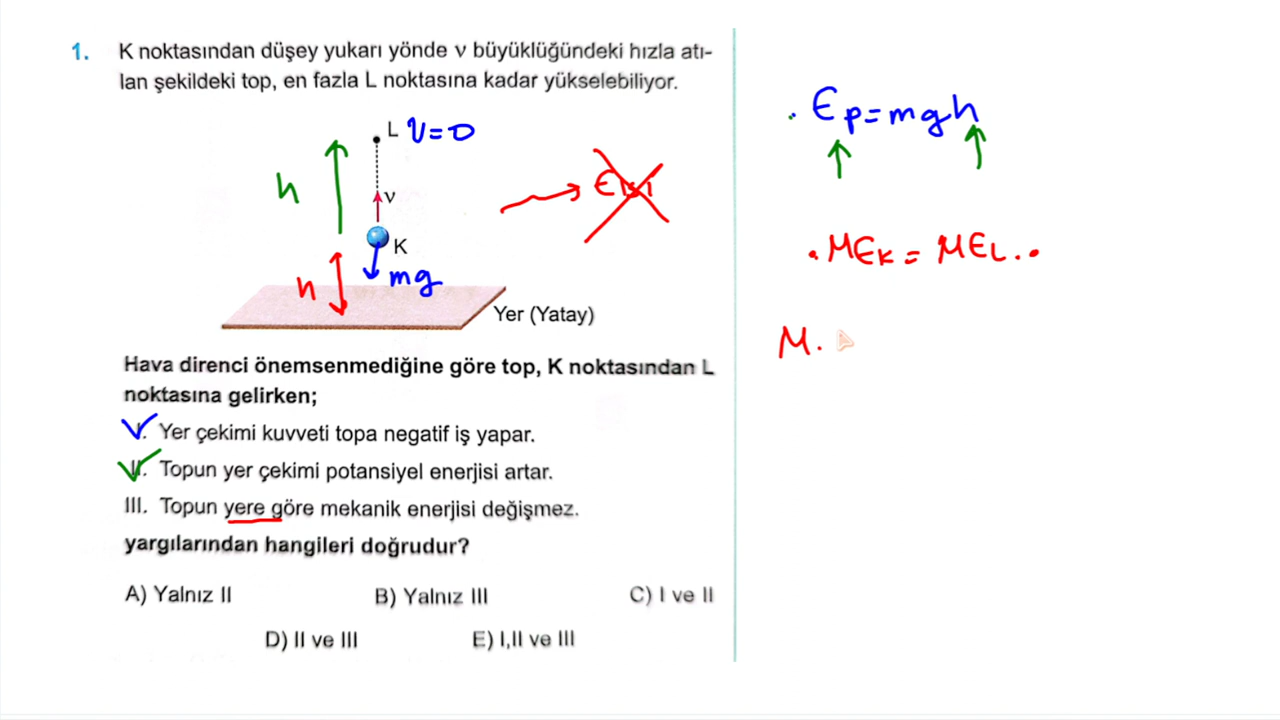 1. K noktasından düşey yukarı yönde v büyüklüğündeki hızla atı-
lan şekildeki top, en fazla L noktasına kadar yükselebiliyor.
L V=0
h
v
K
mg
h
Yer (Yatay)
Hava direnci önemsenmediğine göre top, K noktasından L
noktasına gelirken;
I. Yer çekimi kuvveti topa negatif iş yapar.
II. Topun yer çekimi potansiyel enerjisi artar.
III. Topun yere göre mekanik enerjisi değişmez.
yargılarından hangileri doğrudur?
A) Yalnız II B) Yalnız III C) I ve II
D) II ve III E) I,II ve III
. Ep=mgh
. MEK = MEL . .
M.